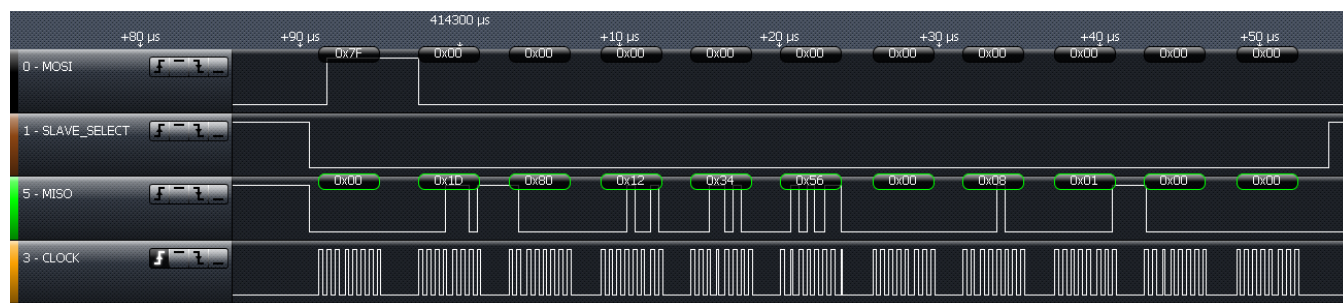 414300 µs
+80 µs +90 µs +10 µs +20 µs +30 µs +40 µs +50 µs
0x7F 0x00 0x00 0x00 0x00 0x00 0x00 0x00 0x00 0x00 0x00
0 - MOSI
1 - SLAVE_SELECT
0x00 0x1D 0x80 0x12 0x34 0x56 0x00 0x08 0x01 0x00 0x00
5 - MISO
3 - CLOCK